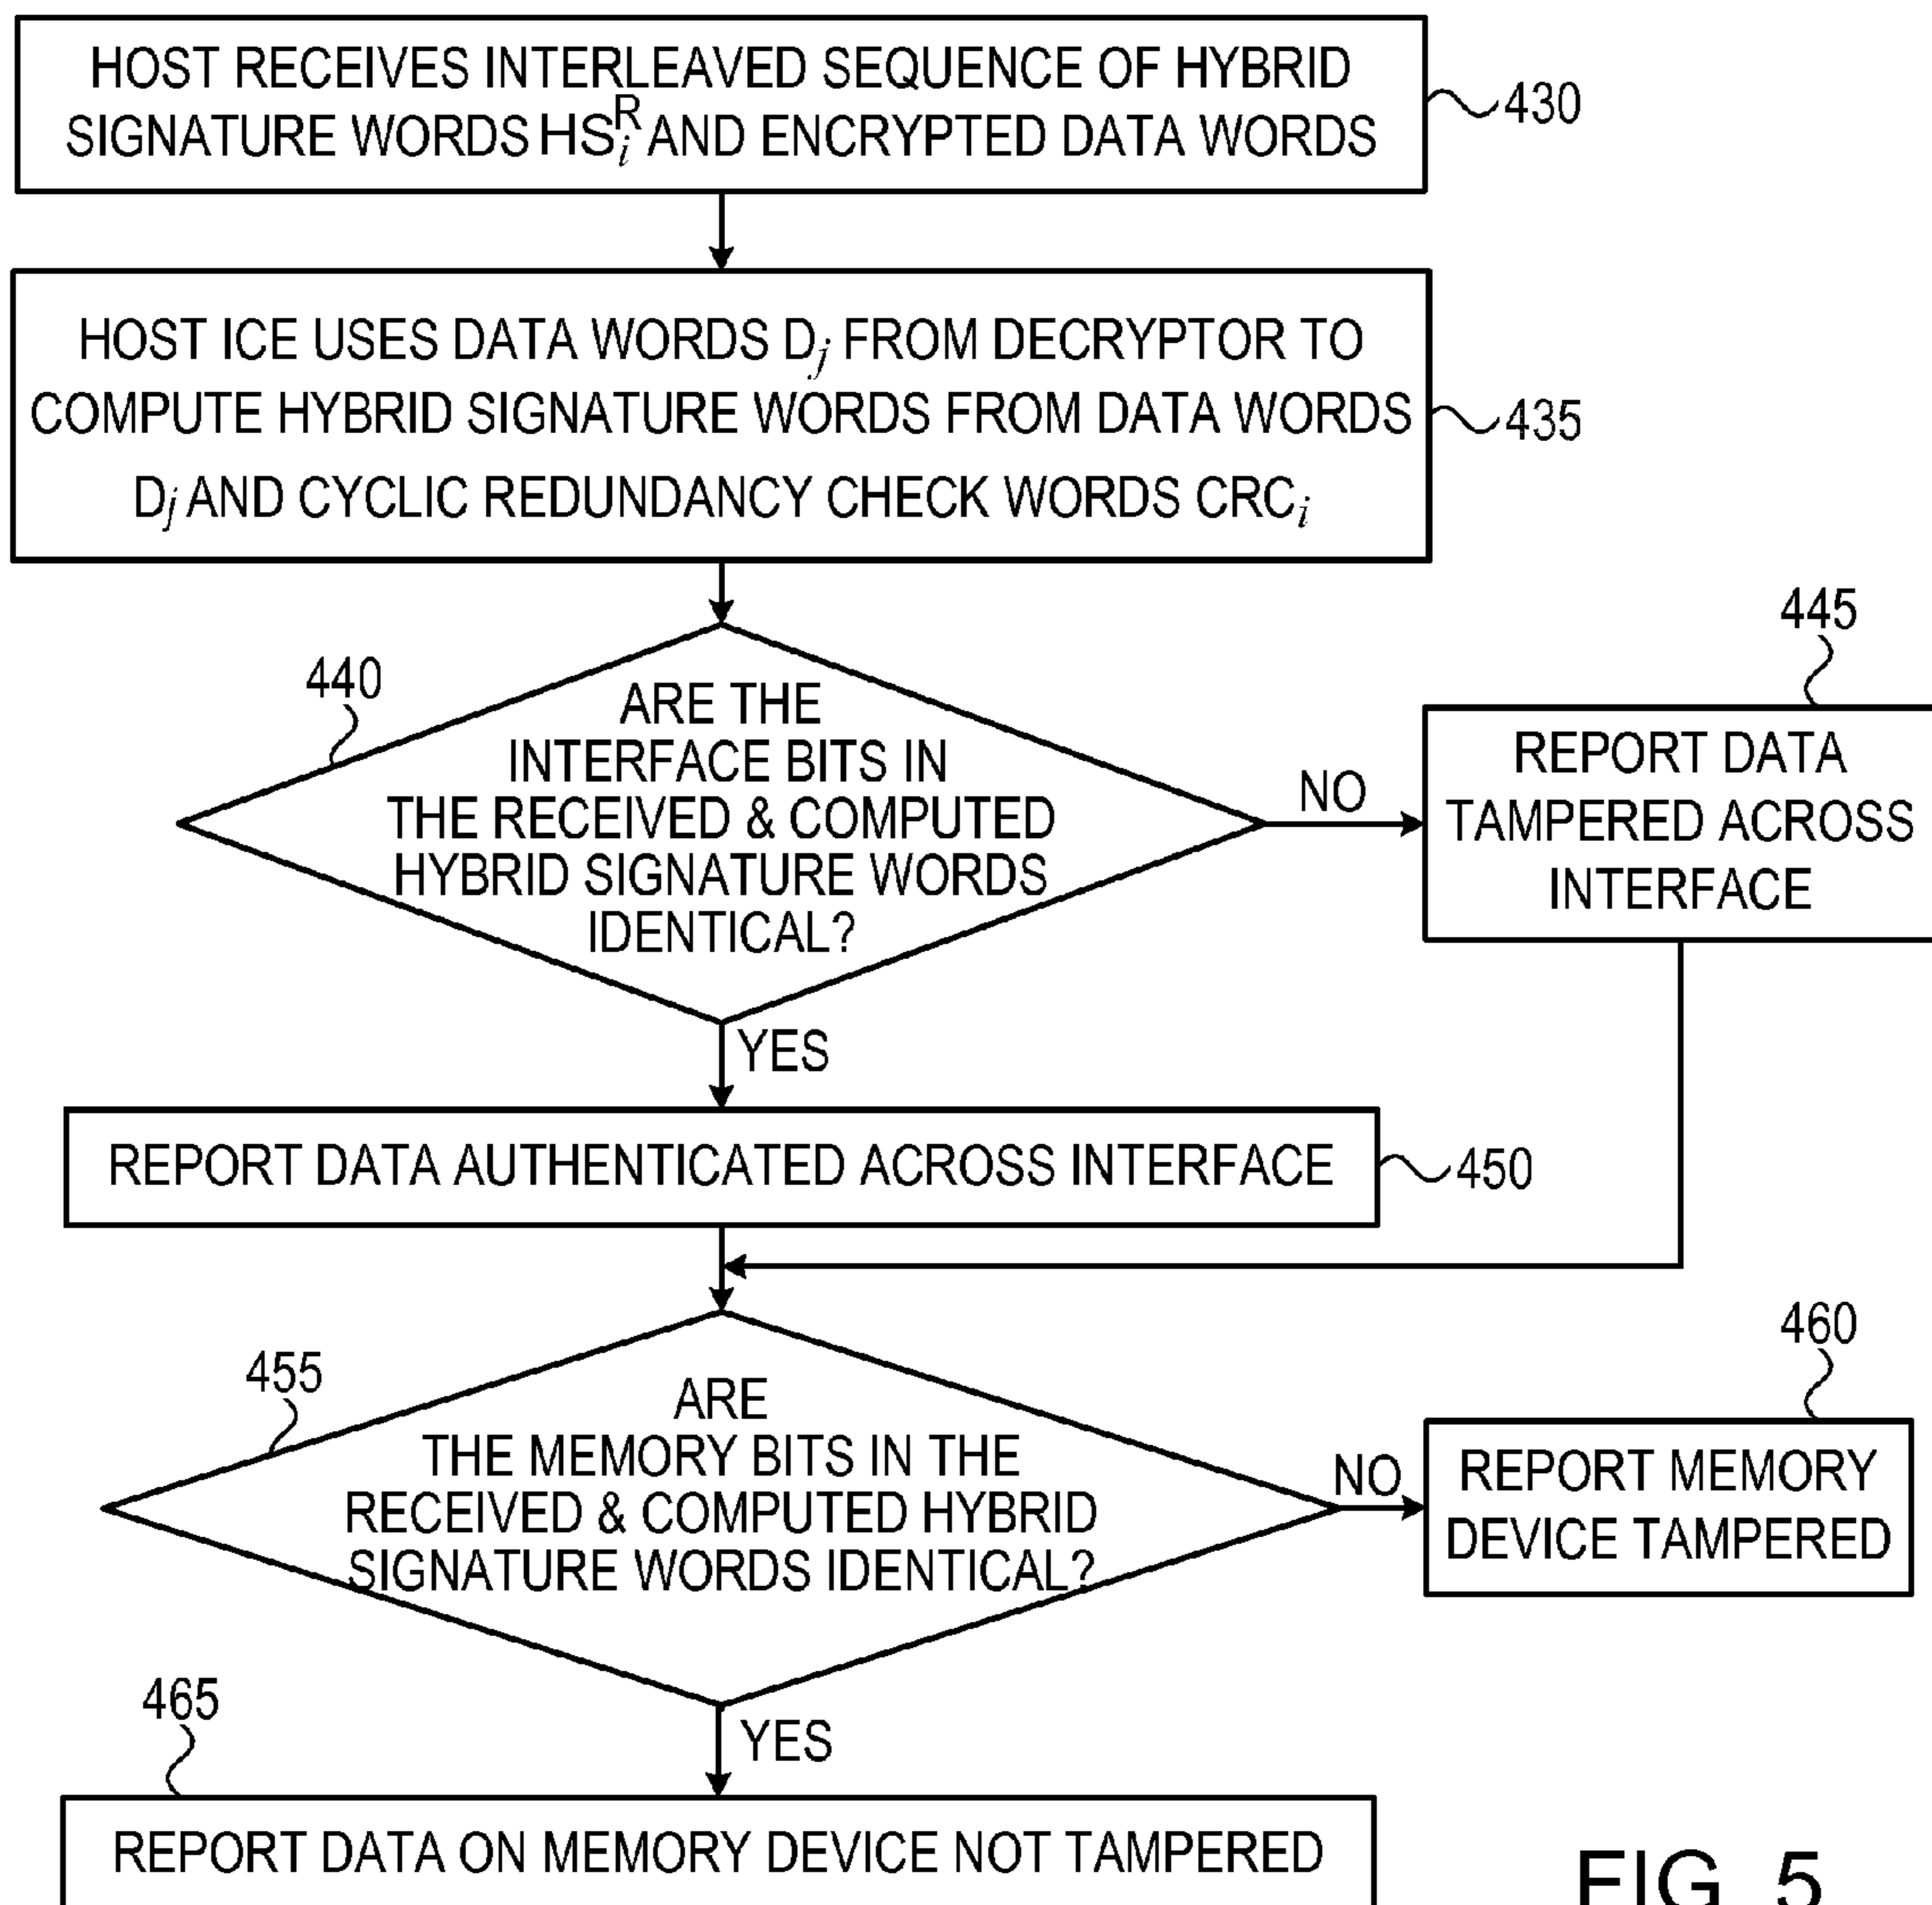 HOST RECEIVES INTERLEAVED SEQUENCE OF HYBRID
SIGNATURE WORDS HS_i^R AND ENCRYPTED DATA WORDS
430
HOST ICE USES DATA WORDS D_j FROM DECRYPTOR TO
COMPUTE HYBRID SIGNATURE WORDS FROM DATA WORDS
D_j AND CYCLIC REDUNDANCY CHECK WORDS CRC_i
435
440
ARE THE
INTERFACE BITS IN
THE RECEIVED & COMPUTED
HYBRID SIGNATURE WORDS
IDENTICAL?
NO
445
REPORT DATA
TAMPERED ACROSS
INTERFACE
YES
REPORT DATA AUTHENTICATED ACROSS INTERFACE
450
455
ARE
THE MEMORY BITS IN THE
RECEIVED & COMPUTED HYBRID
SIGNATURE WORDS IDENTICAL?
NO
460
REPORT MEMORY
DEVICE TAMPERED
YES
465
REPORT DATA ON MEMORY DEVICE NOT TAMPERED
FIG. 5